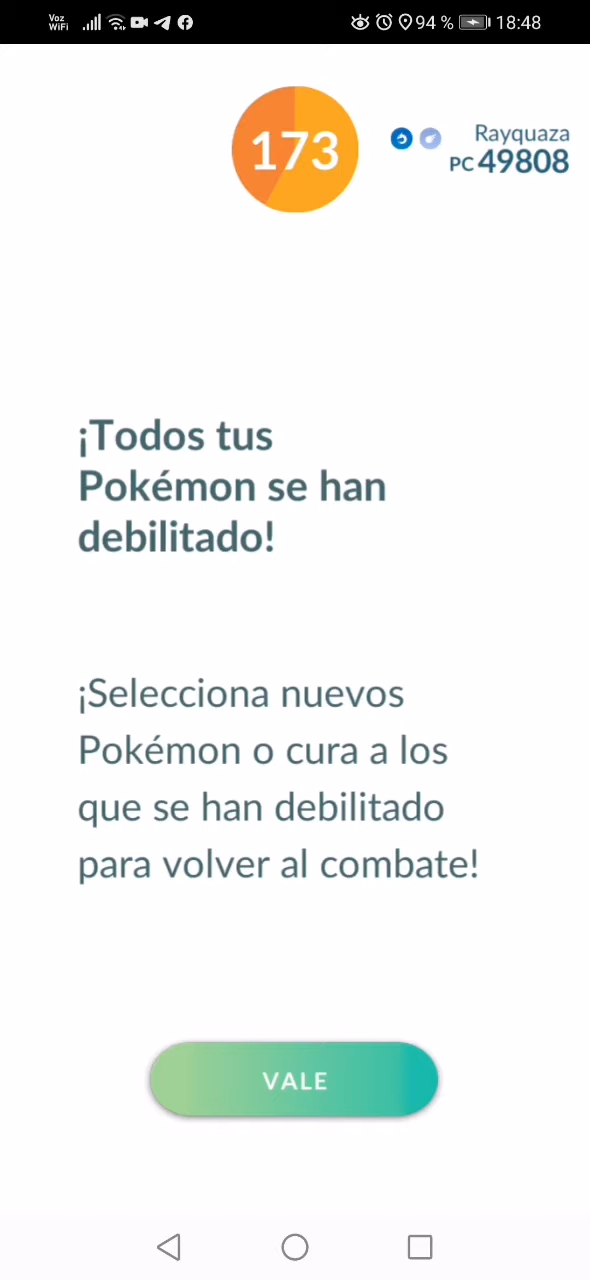 Voz
WiFi
94 %
18:48
173
Rayquaza
PC 49808
¡Todos tus
Pokémon se han
debilitado!
¡Selecciona nuevos
Pokémon o cura a los
que se han debilitado
para volver al combate!
VALE